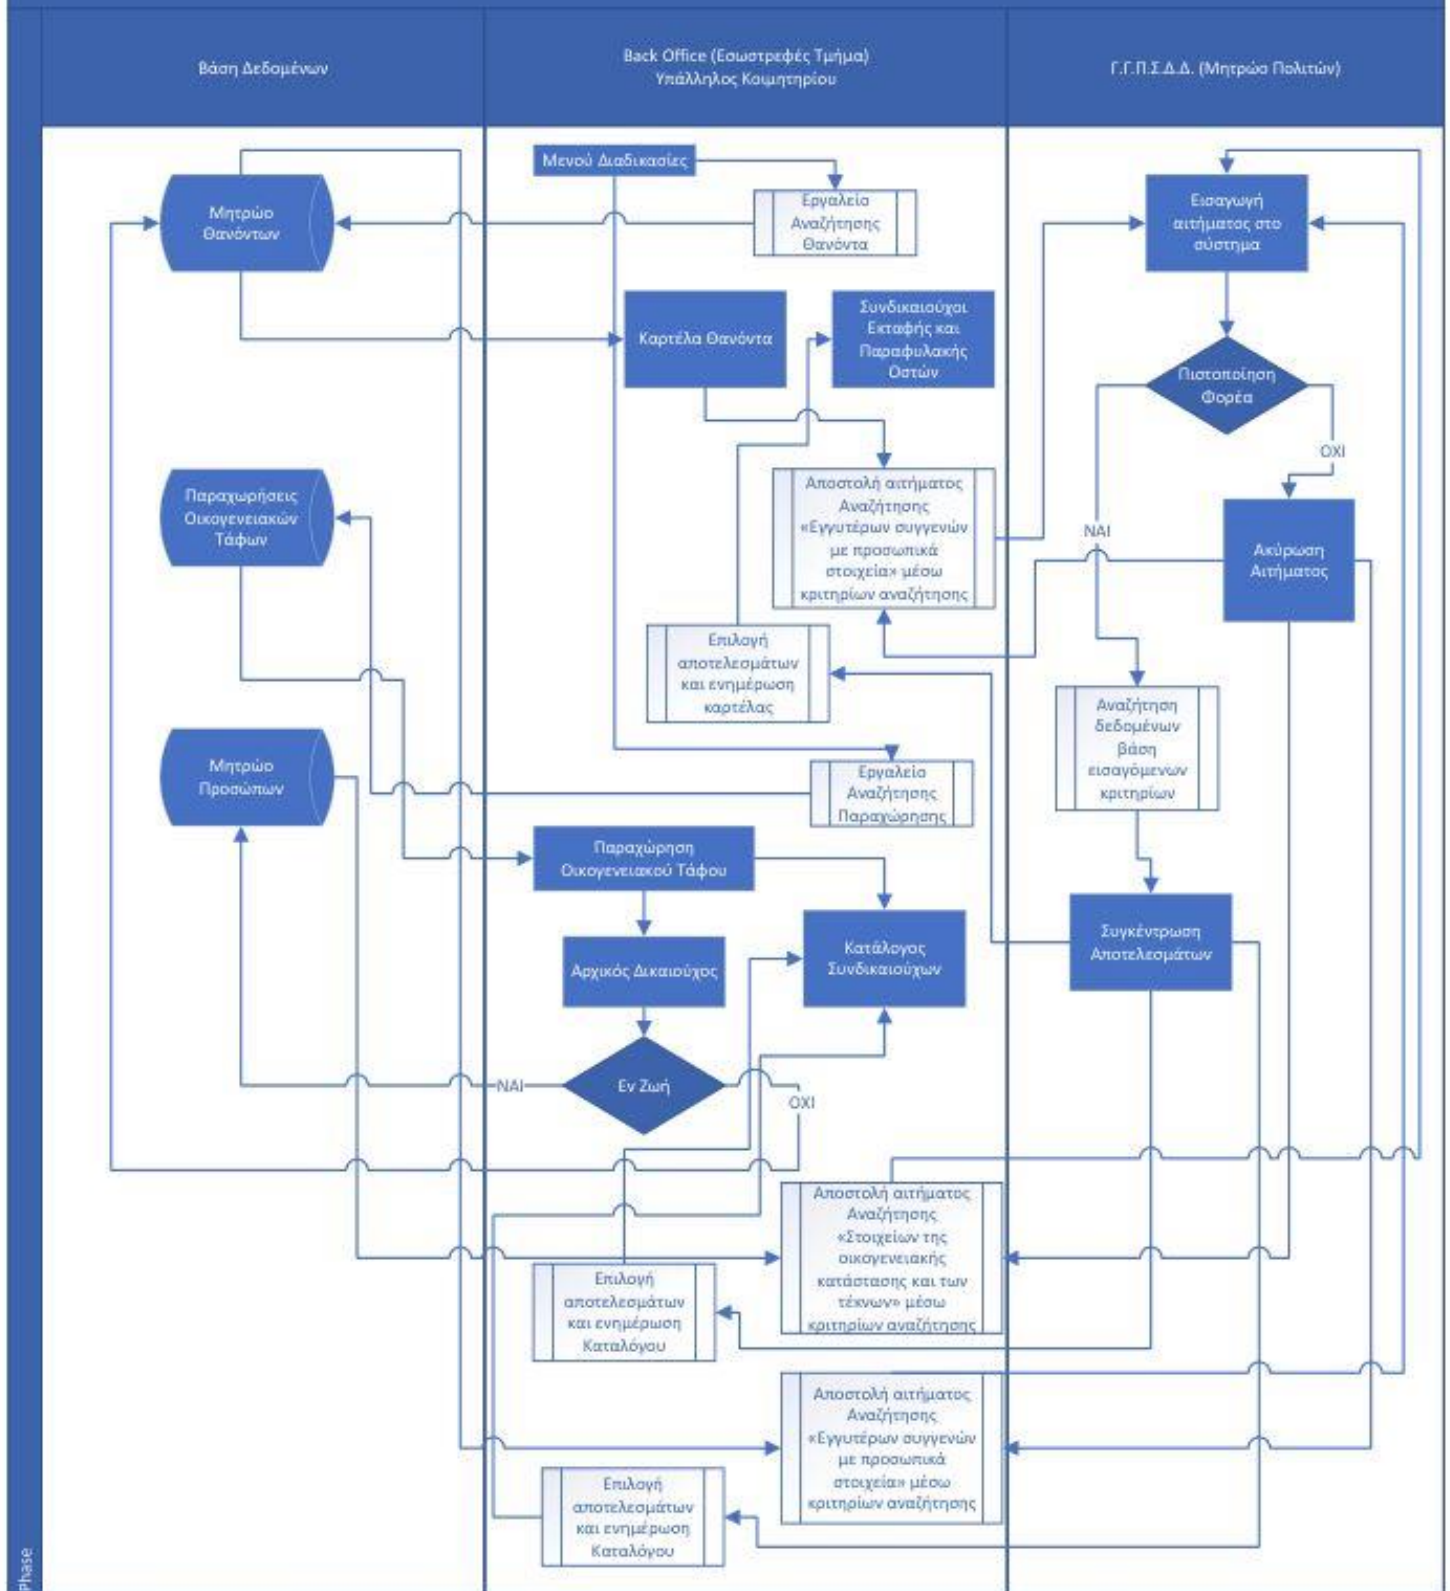 Βάση Δεδομένων
Back Office (Εσωστρεφές Τμήμα)
Υπάλληλος Κοιμητηρίου
Γ.Γ.Π.Σ.Δ.Δ. (Μητρώο Πολιτών)
Μενού Διαδικασίες
Εργαλείο
Αναζήτησης
Θανόντα
Μητρώο
Θανόντων
Εισαγωγή
αιτήματος στο
σύστημα
Καρτέλα Θανόντα
Συνδικαιούχοι
Εκταφής και
Παραφυλακής
Οστών
Πιστοποίηση
Φορέα
ΟΧΙ
ΝΑΙ
Παραχωρήσεις
Οικογενειακών
Τάφων
Αποστολή αιτήματος
Αναζήτησης
«Εγγυτέρων συγγενών
με προσωπικά
στοιχεία» μέσω
κριτηρίων αναζήτησης
Ακύρωση
Αιτήματος
Επιλογή
αποτελεσμάτων
και ενημέρωση
καρτέλας
Αναζήτηση
δεδομένων
βάση
εισαγόμενων
κριτηρίων
Μητρώο
Προσώπων
Εργαλείο
Αναζήτησης
Παραχώρησης
Παραχώρηση
Οικογενειακού Τάφου
Αρχικός Δικαιούχος
Κατάλογος
Συνδικαιούχων
Συγκέντρωση
Αποτελεσμάτων
Εν Ζωή
ΝΑΙ
ΟΧΙ
Αποστολή αιτήματος
Αναζήτησης
«Στοιχείων της
οικογενειακής
κατάστασης και των
τέκνων» μέσω
κριτηρίων αναζήτησης
Επιλογή
αποτελεσμάτων
και ενημέρωση
Καταλόγου
Αποστολή αιτήματος
Αναζήτησης
«Εγγυτέρων συγγενών
με προσωπικά
στοιχεία» μέσω
κριτηρίων αναζήτησης
Επιλογή
αποτελεσμάτων
και ενημέρωση
Καταλόγου
Phase